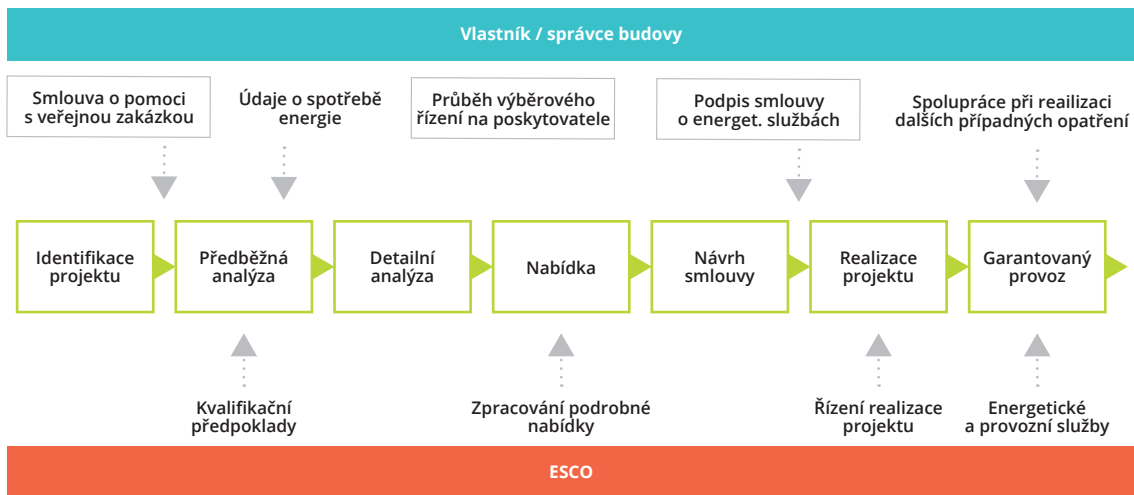 Vlastník / správce budovy
Smlouva o pomoci
s veřejnou zakázkou
Údaje o spotřebě
energie
Průběh výběrového
řízení na poskytovatele
Podpis smlouvy
o energet. službách
Spolupráce při reailizaci
dalších případných opatření
Identifikace
projektu
Předběžná
analýza
Detailní
analýza
Nabídka
Návrh
smlouvy
Realizace
projektu
Garantovaný
provoz
Kvalifikační
předpoklady
Zpracování podrobné
nabídky
Řízení realizace
projektu
Energetické
a provozní služby
ESCO